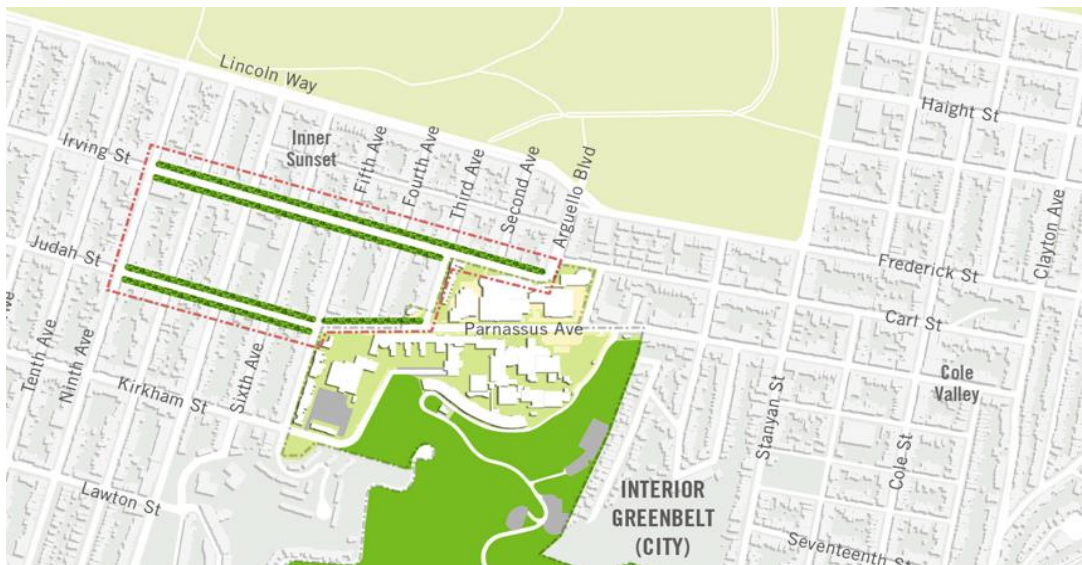 Lincoln Way
Haight St
Irving St
Inner
Sunset
Fifth Ave
Fourth Ave
Third Ave
Second Ave
Arguello Blvd
Clayton Ave
Judah St
Frederick St
Carl St
Parnassus Ave
Tenth Ave
Ninth Ave
Sixth Ave
Kirkham St
Cole
Valley
Stanyan St
Cole St
Lawton St
INTERIOR
GREENBELT
(CITY)
Seventeenth St